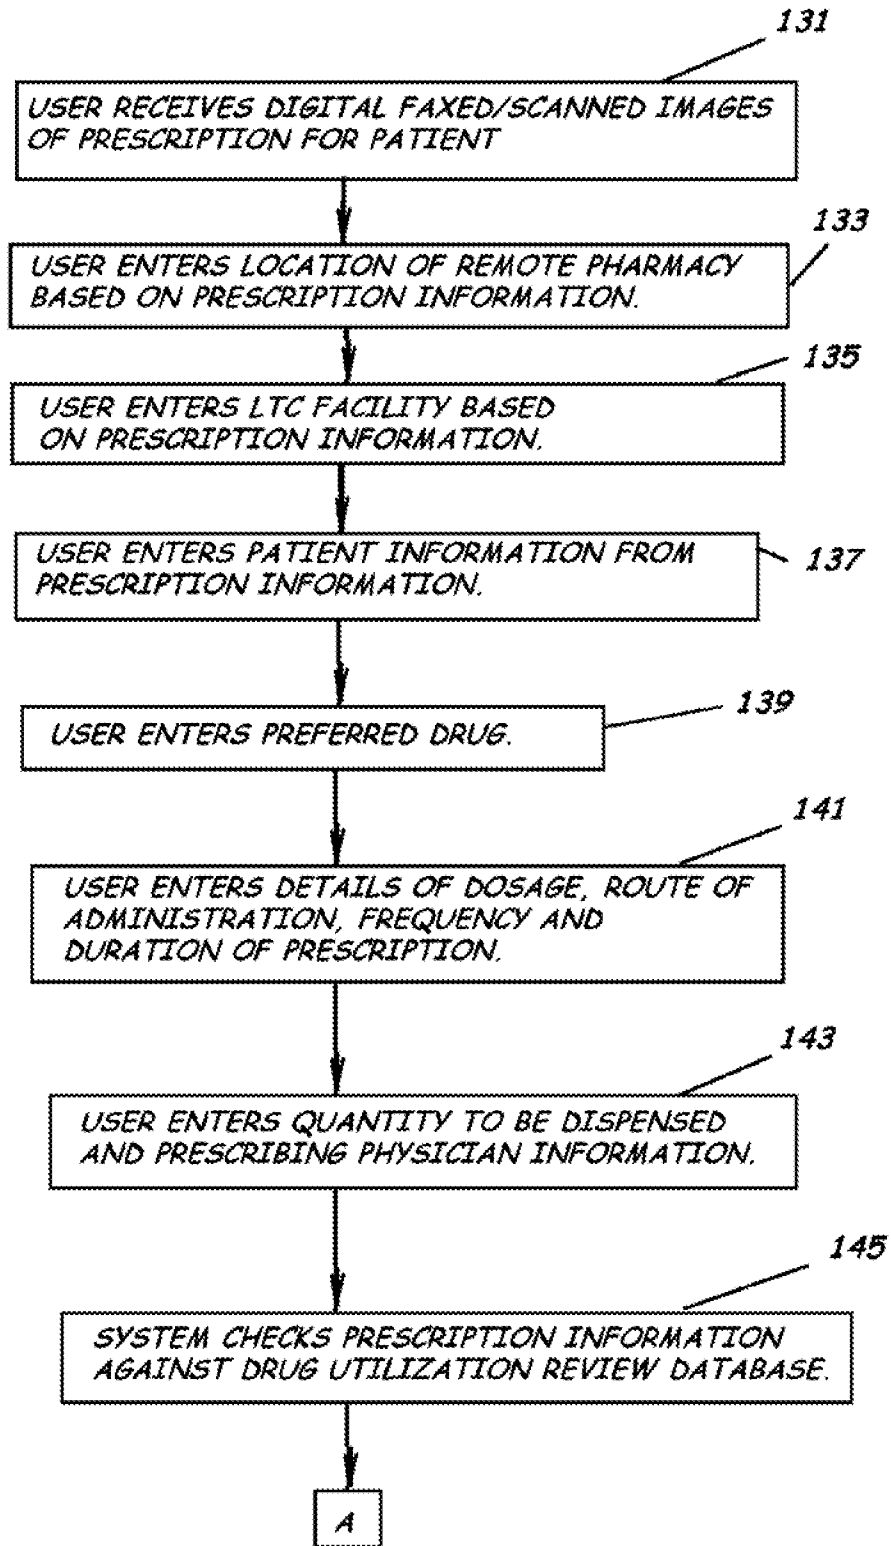 131
USER RECEIVES DIGITAL FAXED/SCANNED IMAGES
OF PRESCRIPTION FOR PATIENT
133
USER ENTERS LOCATION OF REMOTE PHARMACY
BASED ON PRESCRIPTION INFORMATION.
135
USER ENTERS LTC FACILITY BASED
ON PRESCRIPTION INFORMATION.
137
USER ENTERS PATIENT INFORMATION FROM
PRESCRIPTION INFORMATION.
139
USER ENTERS PREFERRED DRUG.
141
USER ENTERS DETAILS OF DOSAGE, ROUTE OF
ADMINISTRATION, FREQUENCY AND
DURATION OF PRESCRIPTION.
143
USER ENTERS QUANTITY TO BE DISPENSED
AND PRESCRIBING PHYSICIAN INFORMATION.
145
SYSTEM CHECKS PRESCRIPTION INFORMATION
AGAINST DRUG UTILIZATION REVIEW DATABASE.
A